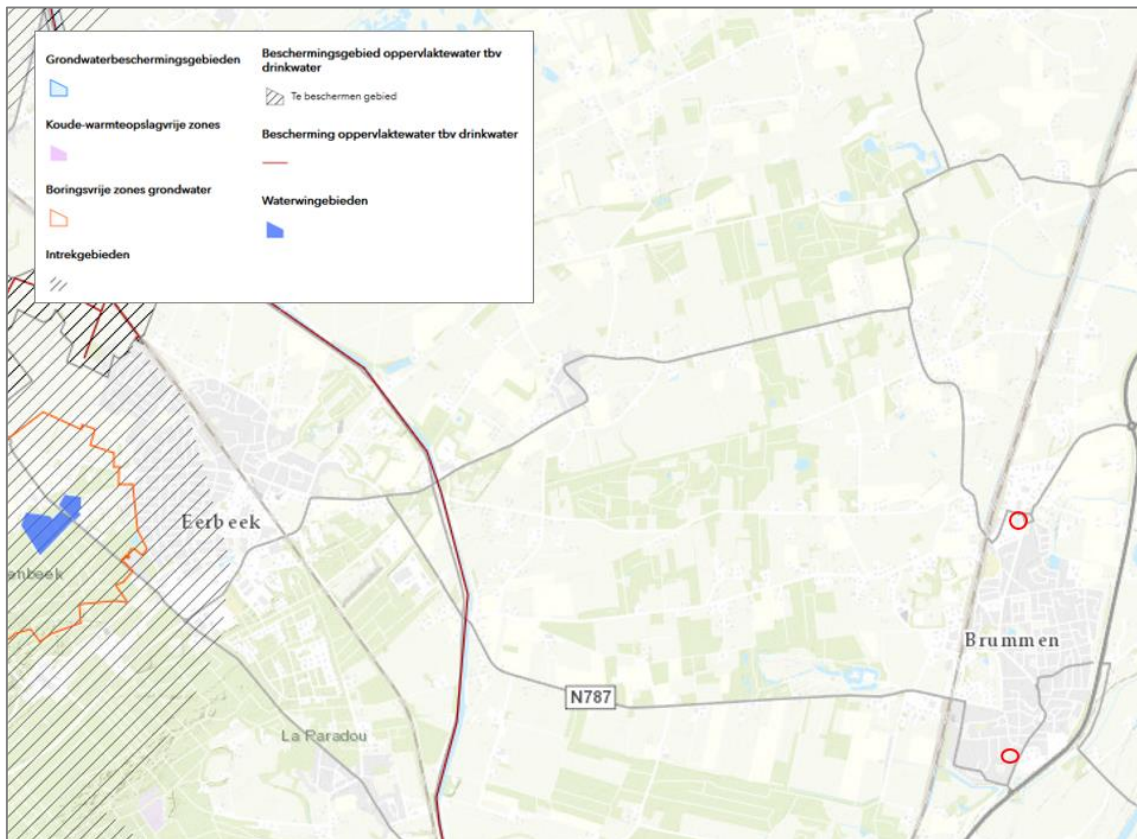 Grondwaterbeschermingsgebieden
Koude-warmteopslagvrije zones
Boringsvrije zones grondwater
Intrekgebieden
Beschermingsgebied oppervlaktewater tbv
drinkwater
Te beschermen gebied
Bescherming oppervlaktewater tbv drinkwater
Waterwingebieden
Eerbeek
enbeek
Brummen
N787
La Paradou